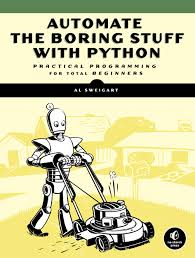 AUTOMATE
THE BORING STUFF
WITH PYTHON
PRACTICAL PROGRAMMING
FOR TOTAL BEGINNERS
AL SWEIGART